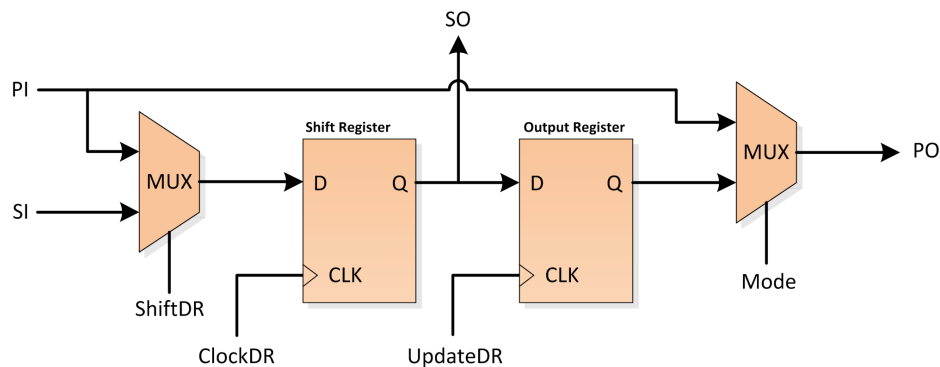 SO
PI
Shift Register
Output Register
MUX
PO
MUX
D
Q
D
Q
SI
CLK
CLK
Mode
ShiftDR
ClockDR
UpdateDR